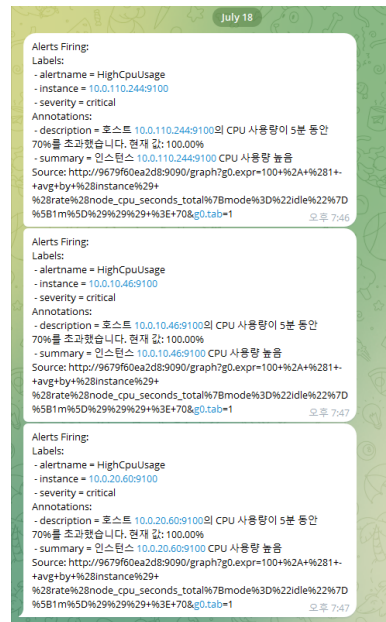 July 18
Alerts Firing:
Labels:
- alertname = HighCpuUsage
- instance = 10.0.110.244:9100
- severity = critical
Annotations:
- description = 호스트 10.0.110.244:9100의 CPU 사용량이 5분 동안
70%를 초과했습니다. 현재 값: 100.00%
- summary = 인스턴스 10.0.110.244:9100 CPU 사용량 높음
Source: http://9679f60ea2d8:9090/graph?g0.expr=100+%2A+%281+-
+avg+by+%28instance%29+
%28rate%28node_cpu_seconds_total%7Bmode%3D%22idle%22%7D
%5B1m%5D%29%29%29+%3E+70&g0.tab=1
오후 7:46
Alerts Firing:
Labels:
- alertname = HighCpuUsage
- instance = 10.0.10.46:9100
- severity = critical
Annotations:
- description = 호스트 10.0.10.46:9100의 CPU 사용량이 5분 동안
70%를 초과했습니다. 현재 값: 100.00%
- summary = 인스턴스 10.0.10.46:9100 CPU 사용량 높음
Source: http://9679f60ea2d8:9090/graph?g0.expr=100+%2A+%281+-
+avg+by+%28instance%29+
%28rate%28node_cpu_seconds_total%7Bmode%3D%22idle%22%7D
%5B1m%5D%29%29%29+%3E+70&g0.tab=1
오후 7:47
Alerts Firing:
Labels:
- alertname = HighCpuUsage
- instance = 10.0.20.60:9100
- severity = critical
Annotations:
- description = 호스트 10.0.20.60:9100의 CPU 사용량이 5분 동안
70%를 초과했습니다. 현재 값: 100.00%
- summary = 인스턴스 10.0.20.60:9100 CPU 사용량 높음
Source: http://9679f60ea2d8:9090/graph?g0.expr=100+%2A+%281+-
+avg+by+%28instance%29+
%28rate%28node_cpu_seconds_total%7Bmode%3D%22idle%22%7D
%5B1m%5D%29%29%29+%3E+70&g0.tab=1
오후 7:47